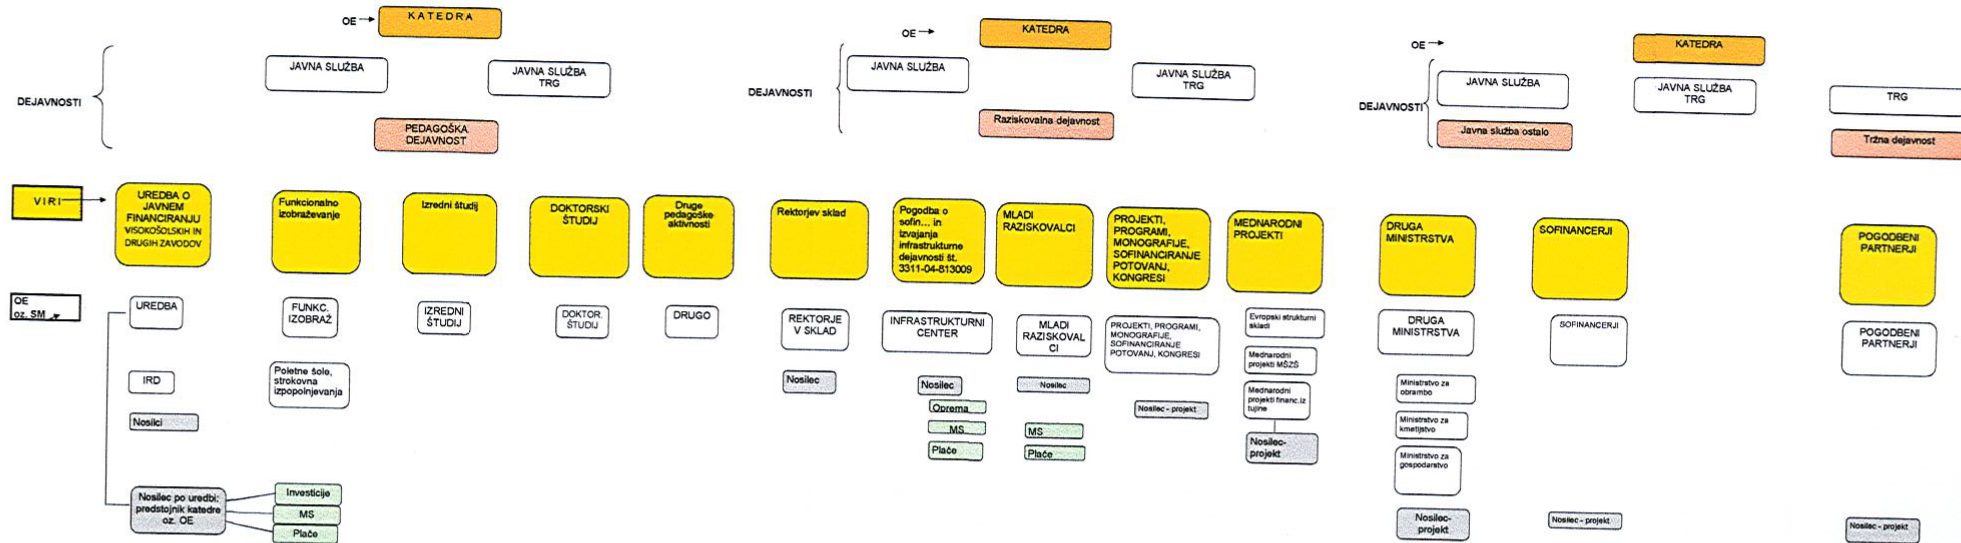 OE
KATEDRA
OE
KATEDRA
OE
KATEDRA
DEJAVNOSTI
JAVNA SLUŽBA
JAVNA SLUŽBA
TRG
PEDAGOŠKA
DEJAVNOST
DEJAVNOSTI
JAVNA SLUŽBA
JAVNA SLUŽBA
TRG
Raziskovalna dejavnost
DEJAVNOSTI
JAVNA SLUŽBA
JAVNA SLUŽBA
TRG
TRG
Javna služba ostalo
Tržna dejavnost
VIRI
UREDBA O
JAVNEM
FINANCIRANJU
VISOKOŠOLSKIH IN
DRUGIH ZAVODOV
Funkcionalno
izobraževanje
Izredni študij
DOKTORSKI
ŠTUDIJ
Druge
pedagoške
aktivnosti
Rektorjev sklad
Pogodba o
sofin... in
izvajanja
infrastrukturne
dejavnosti št.
3311-04-813009
MLADI
RAZISKOVALCI
PROJEKTI,
PROGRAMI,
MONOGRAFIJE,
SOFINANCIRANJE
POTOVANJ,
KONGRESI
MEDNARODNI
PROJEKTI
DRUGA
MINISTRSTVA
SOFINANCERJI
POGODBENI
PARTNERJI
OE
oz. SM
UREDBA
FUNKC.
IZOBRAŽ
IZREDNI
ŠTUDIJ
DOKTOR.
ŠTUDIJ
DRUGO
REKTORJE
V SKLAD
INFRASTRUKTURNI
CENTER
MLADI
RAZISKOVAL
CI
PROJEKTI, PROGRAMI,
MONOGRAFIJE,
SOFINANCIRANJE
POTOVANJ, KONGRESI
Evropski strukturni
skladi
DRUGA
MINISTRSTVA
SOFINANCERJI
POGODBENI
PARTNERJI
IRD
Poletne šole,
strokovna
izpopolnjevanja
Nosilec
Nosilec
Nosilec
Mednarodni
projekti MŠZŠ
Ministrstvo za
obrambo
Nosilci
Oprema
MS
Plače
MS
Plače
Nosilec - projekt
Mednarodni
projekti financ.iz
tujine
Nosilec-
projekt
Ministrstvo za
kmetijstvo
Ministrstvo za
gospodarstvo
Nosilec po uredbi:
predstojnik katedre
oz. OE
Investicije
MS
Plače
Nosilec-
projekt
Nosilec - projekt
Nosilec - projekt